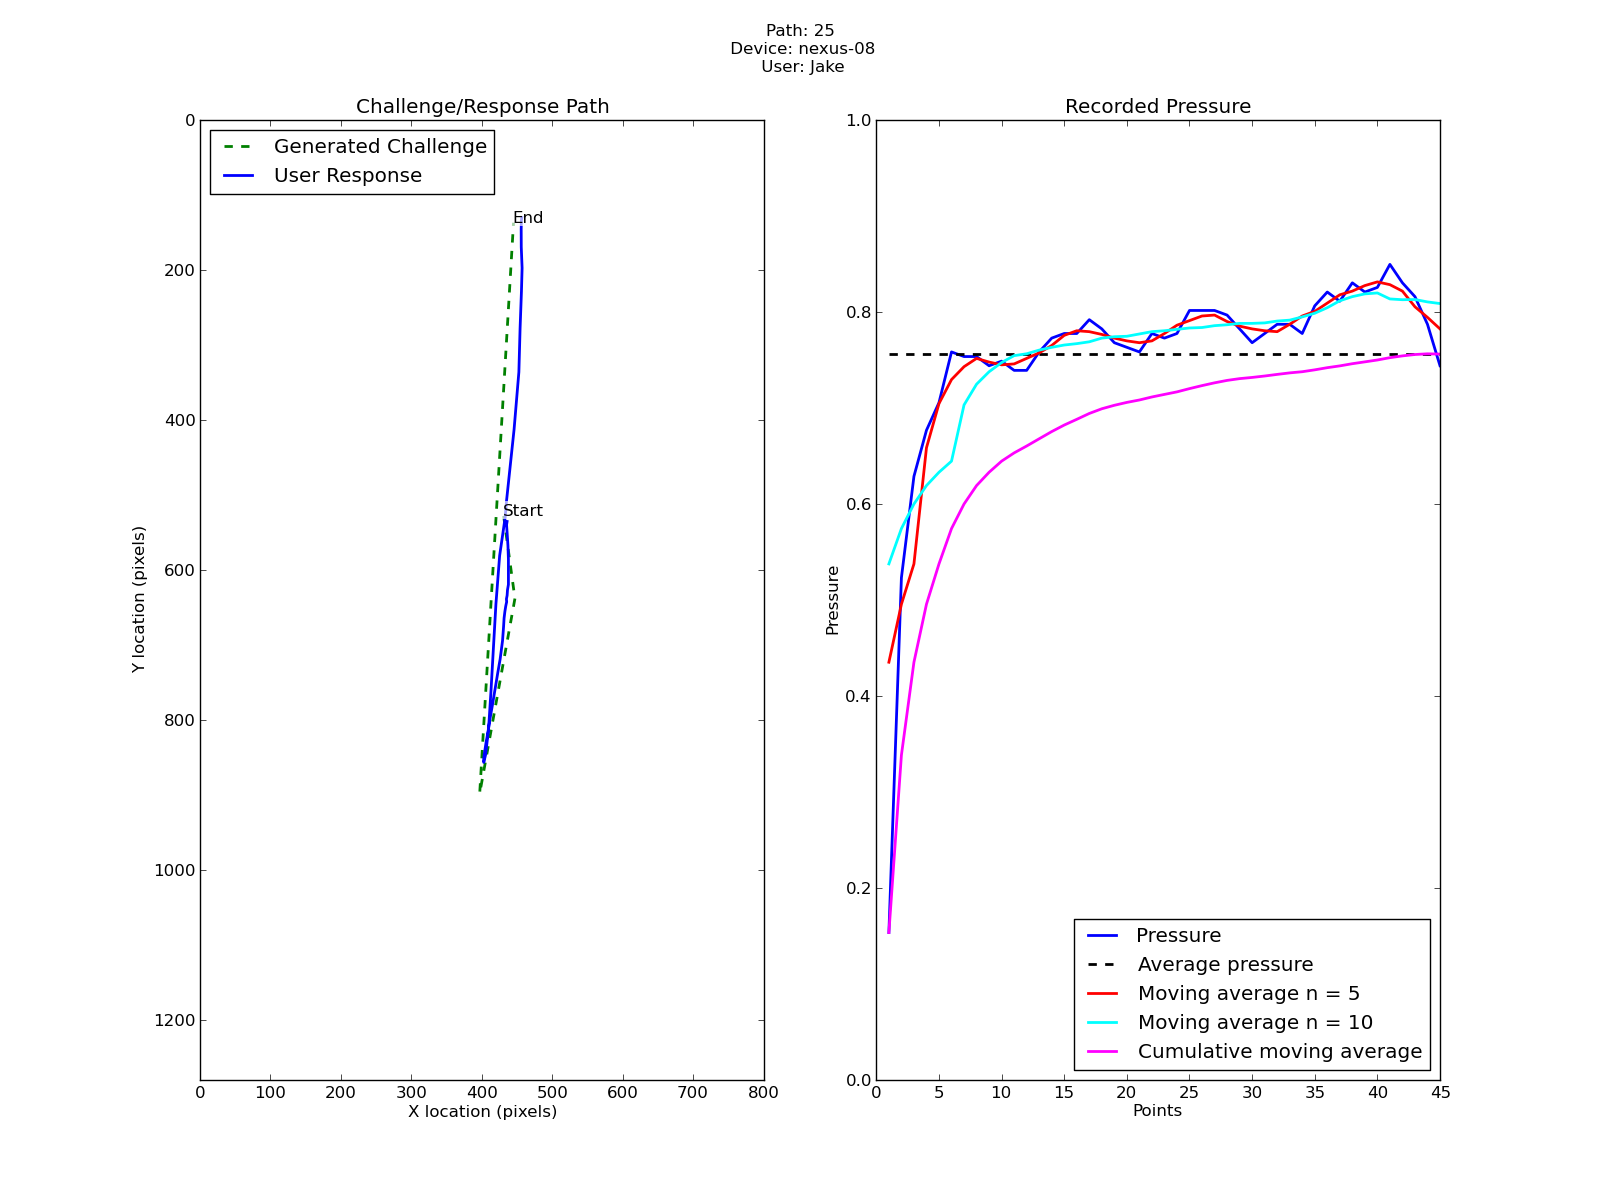 Path: 25
Device: nexus-08
User: Jake
Challenge/Response Path
Generated Challenge
User Response
End
Start
0
200
400
600
800
1000
1200
Y location (pixels)
0 100 200 300 400 500 600 700 800
X location (pixels)
Recorded Pressure
1.0
0.8
0.6
0.4
0.2
0.0
Pressure
Pressure
Average pressure
Moving average n = 5
Moving average n = 10
Cumulative moving average
0 5 10 15 20 25 30 35 40 45
Points